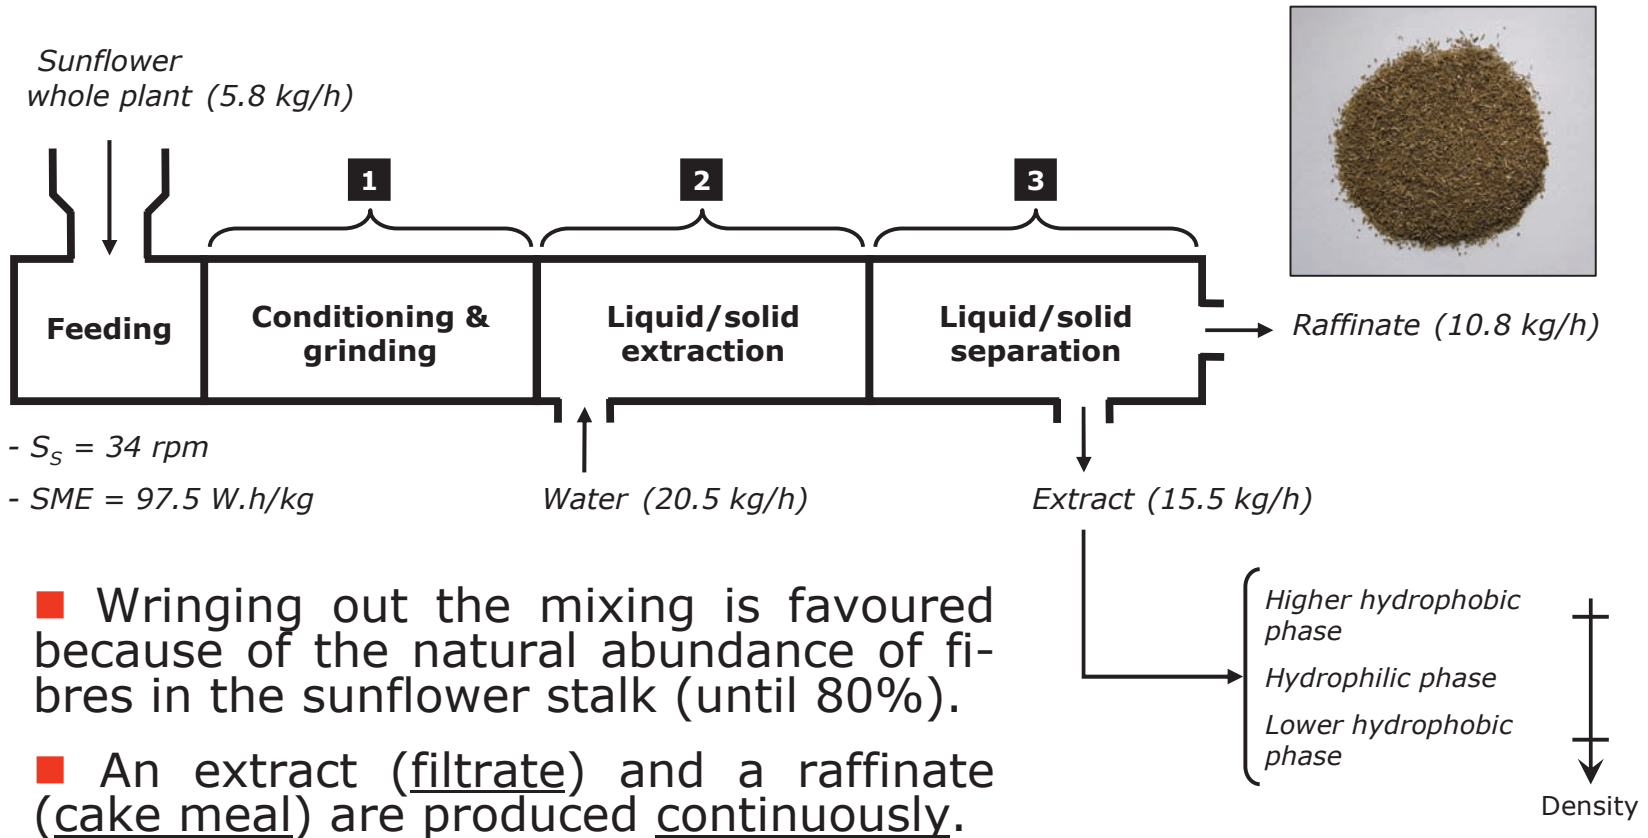 Sunflower
whole plant (5.8 kg/h)
1
2
3
Feeding
Conditioning &
grinding
Liquid/solid
extraction
Liquid/solid
separation
Raffinate (10.8 kg/h)
- SS = 34 rpm
- SME = 97.5 W.h/kg
Water (20.5 kg/h)
Extract (15.5 kg/h)
Higher hydrophobic
phase
Hydrophilic phase
Lower hydrophobic
phase
Density
■ Wringing out the mixing is favoured
because of the natural abundance of fi-
bres in the sunflower stalk (until 80%).
■ An extract (filtrate) and a raffinate
(cake meal) are produced continuously.